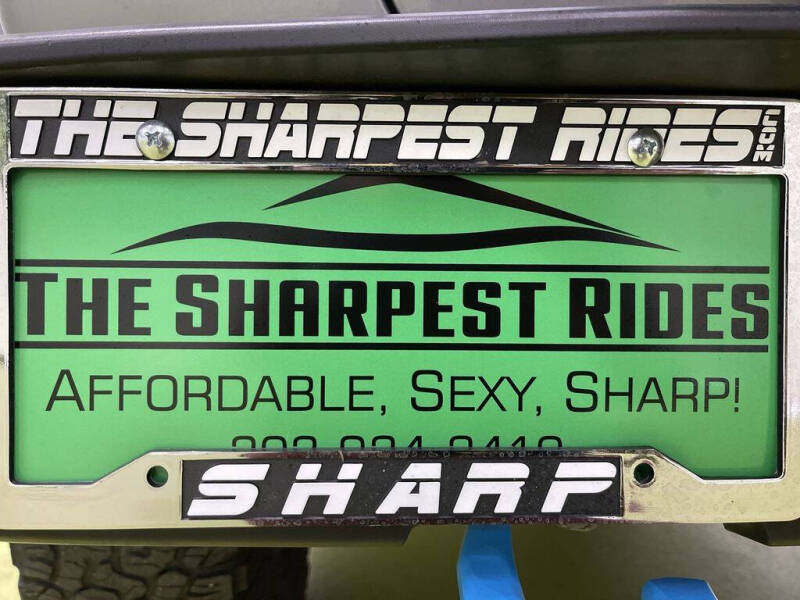 THE SHARPEST RIDES.COM
THE SHARPEST RIDES
AFFORDABLE, SEXY, SHARP!
SHARP